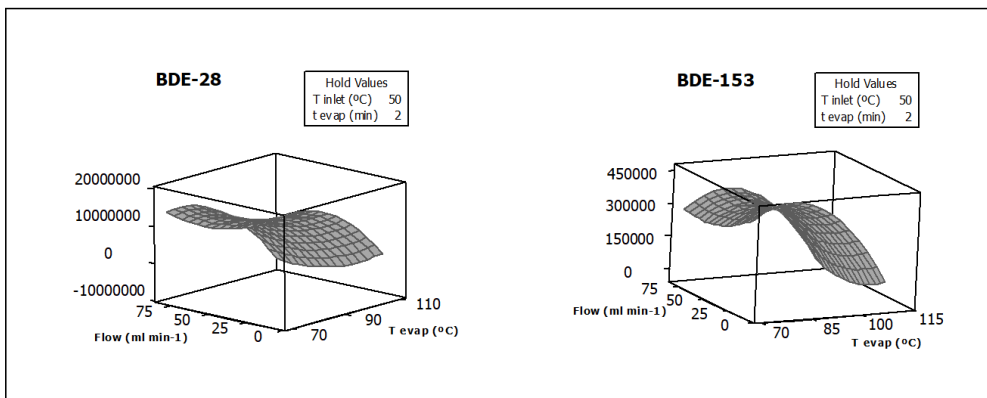 BDE-28
Hold Values
T inlet (ºC) 50
t evap (min) 2
20000000
10000000
0
-10000000
75
50
25
0
Flow (ml min-1)
70
90
110
T evap (ºC)
BDE-153
Hold Values
T inlet (ºC) 50
t evap (min) 2
450000
300000
150000
0
75
50
25
0
Flow (ml min-1)
70
85
100
115
T evap (ºC)